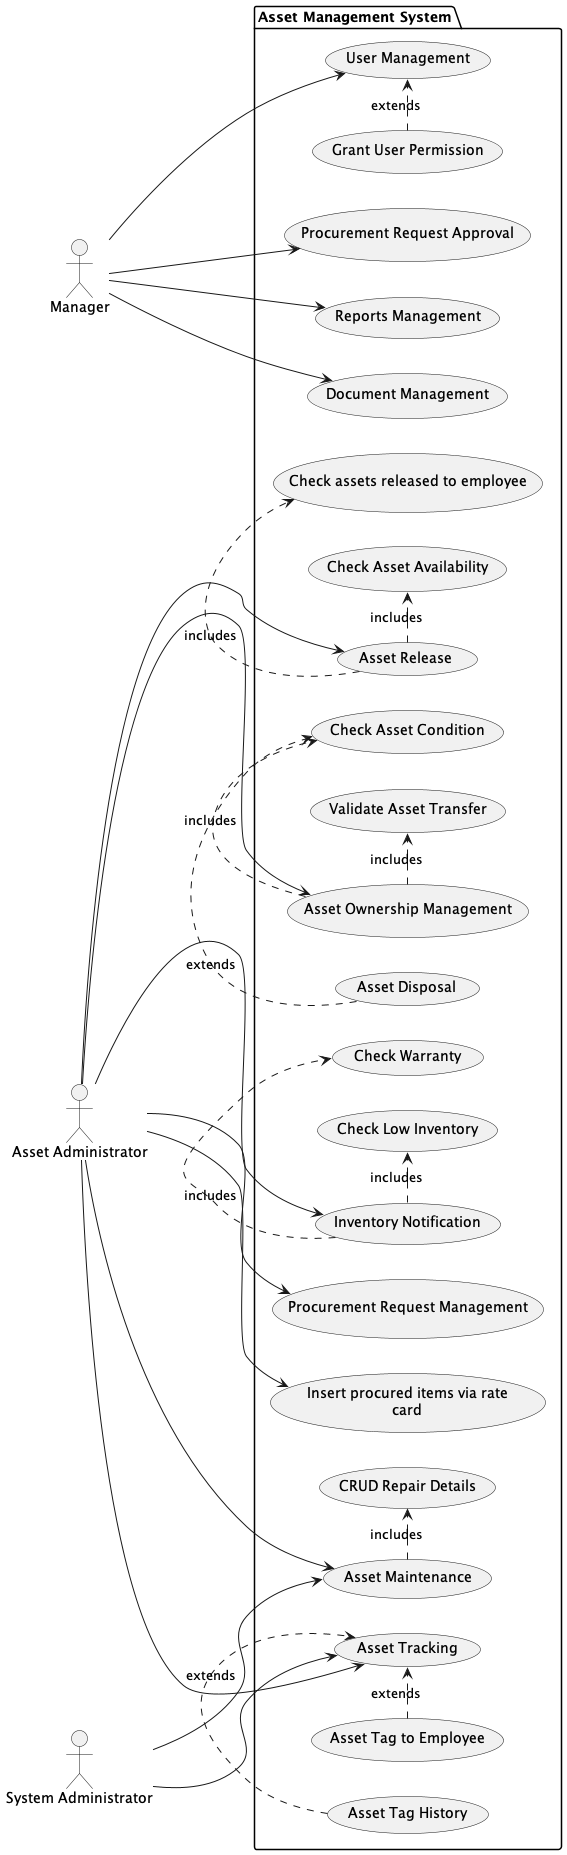 Asset Management System
User Management
extends
Grant User Permission
Procurement Request Approval
Manager
Reports Management
Document Management
Check assets released to employee
Check Asset Availability
includes
includes
Asset Release
Check Asset Condition
Validate Asset Transfer
includes
includes
Asset Ownership Management
extends
Asset Disposal
Check Warranty
Check Low Inventory
Asset Administrator
includes
includes
Inventory Notification
Procurement Request Management
Insert procured items via rate
card
CRUD Repair Details
includes
Asset Maintenance
Asset Tracking
extends
extends
Asset Tag to Employee
System Administrator
Asset Tag History